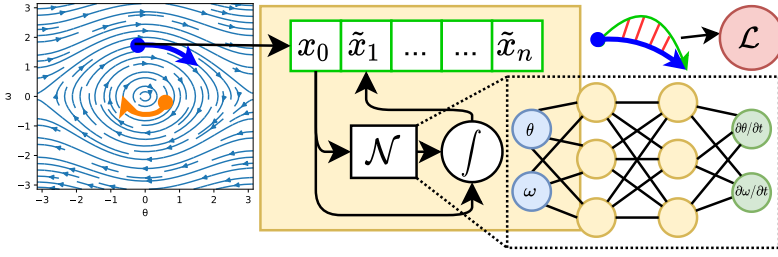 3
2
1
0
−1
−2
−3
ω
−3 −2 −1 0 1 2 3
θ
x₀ x̃₁ ... ... x̃ₙ
𝒩 ∫
ℒ
θ ∂θ/∂t
ω ∂ω/∂t